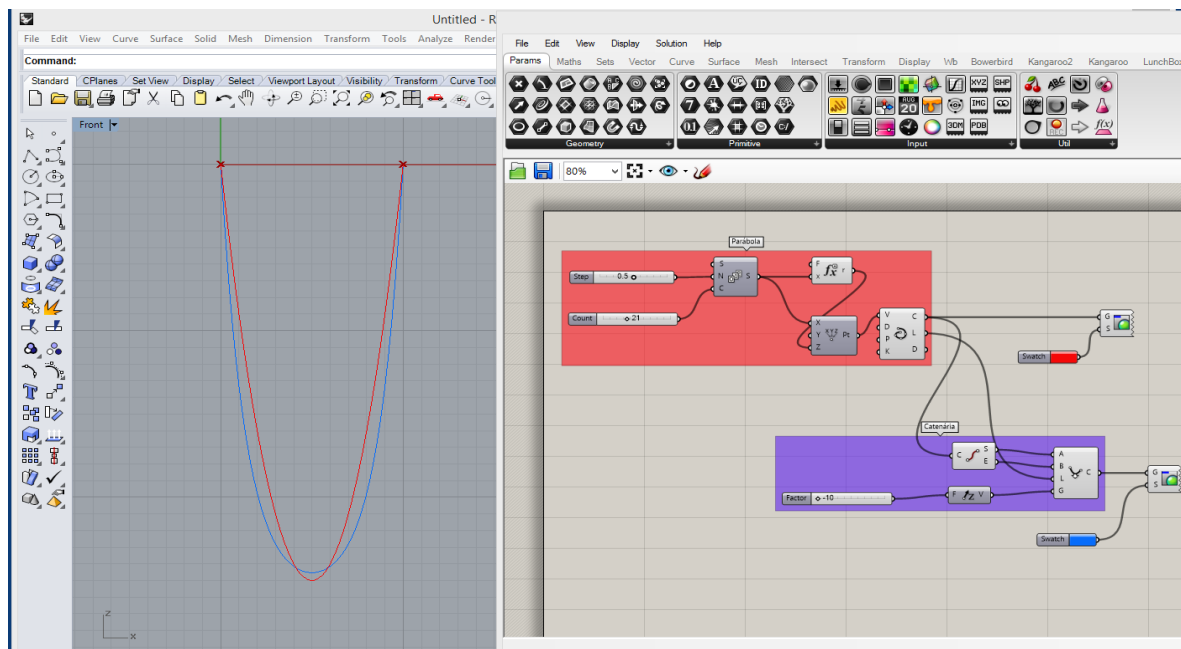 Untitled - R
File Edit View Curve Surface Solid Mesh Dimension Transform Tools Analyze Render
Command:
Standard CPlanes Set View Display Select Viewport Layout Visibility Transform Curve Tool
Front
z
x
File Edit View Display Solution Help
Params Maths Sets Vector Curve Surface Mesh Intersect Transform Display Wb Bowerbird Kangaroo2 Kangaroo LunchBox
Geometry Primitive Input Util
80%
Parábola
Step 0.5
S
N S
C
F
x r
Count 21
X
Y XYZ Pt
Z
V C
D L
P
K D
G
S
Swatch
Catenária
C S
E
A
B
L C
G
Factor -10
F Z V
G
S
Swatch